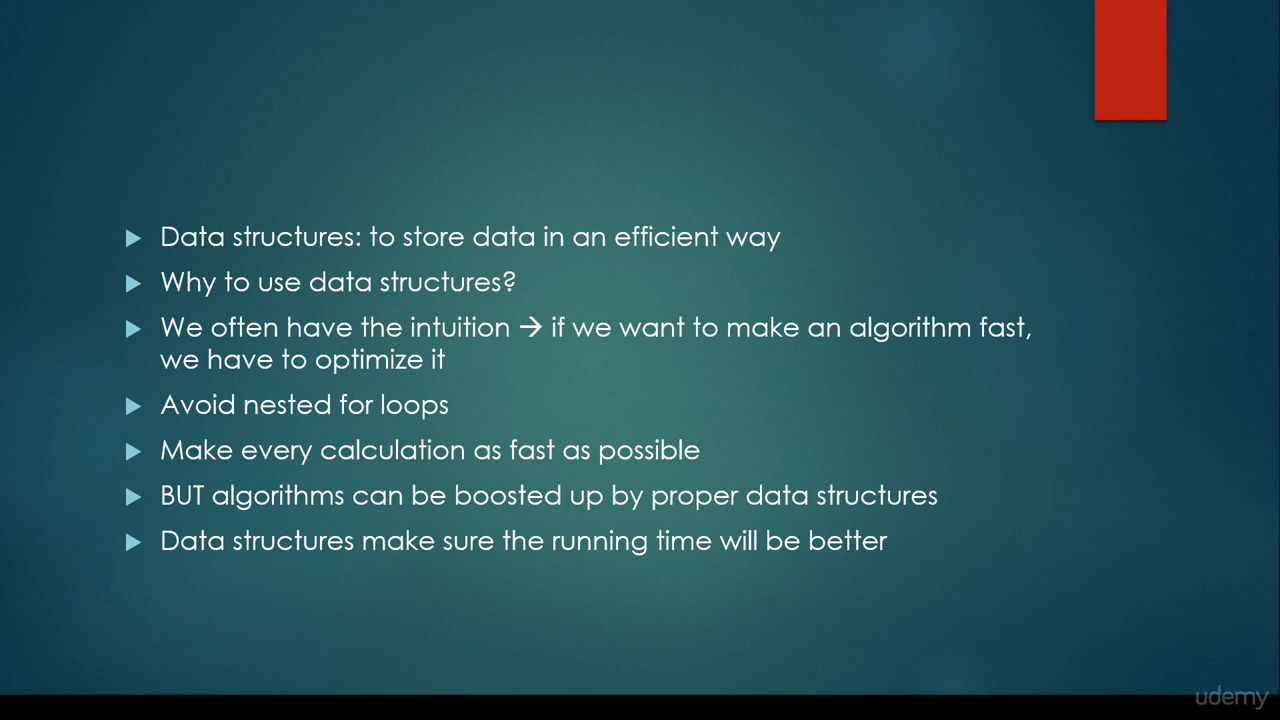 Data structures: to store data in an efficient way
Why to use data structures?
We often have the intuition → if we want to make an algorithm fast,
we have to optimize it
Avoid nested for loops
Make every calculation as fast as possible
BUT algorithms can be boosted up by proper data structures
Data structures make sure the running time will be better
udemy